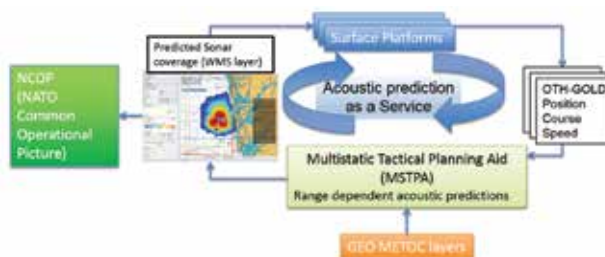 Predicted Sonar
coverage (WMS layer)
Surface Platforms
NCOP
(NATO
Common
Operational
Picture)
Acoustic prediction
as a Service
OTH-GOLD
Position
Course
Speed
Multistatic Tactical Planning Aid
(MSTPA)
Range dependent acoustic predictions
GEO METOC layers